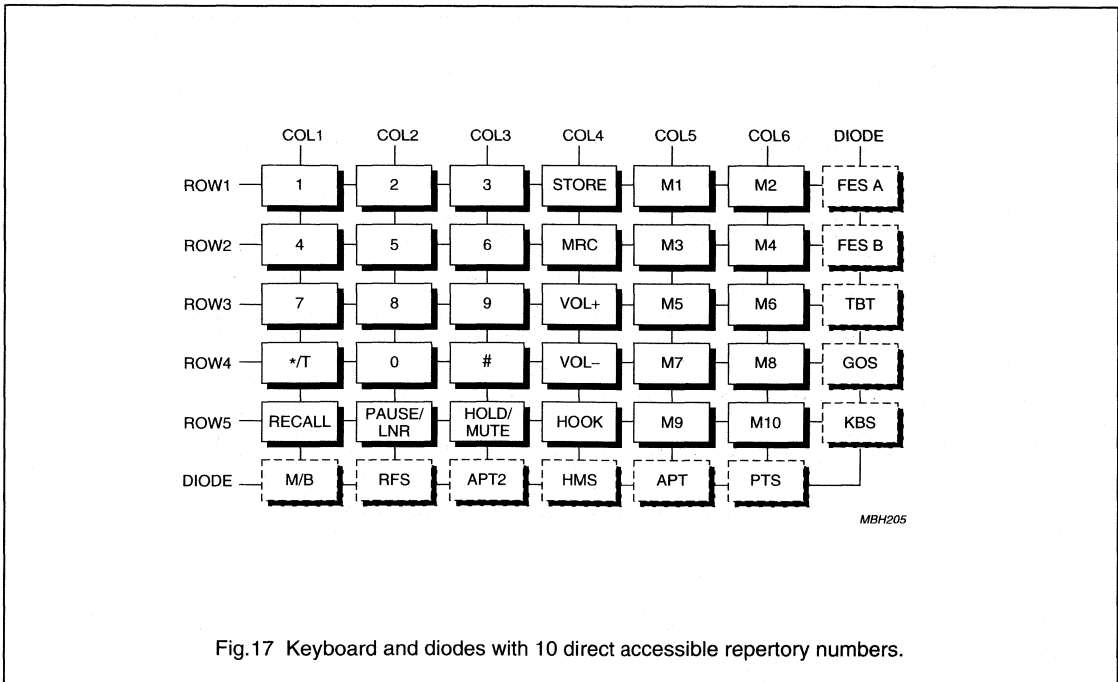 COL1 COL2 COL3 COL4 COL5 COL6 DIODE
ROW1 1 2 3 STORE M1 M2 FES A
ROW2 4 5 6 MRC M3 M4 FES B
ROW3 7 8 9 VOL+ M5 M6 TBT
ROW4 */T 0 # VOL− M7 M8 GOS
ROW5 RECALL PAUSE/ LNR HOLD/ MUTE HOOK M9 M10 KBS
DIODE M/B RFS APT2 HMS APT PTS
MBH205
Fig.17 Keyboard and diodes with 10 direct accessible repertory numbers.